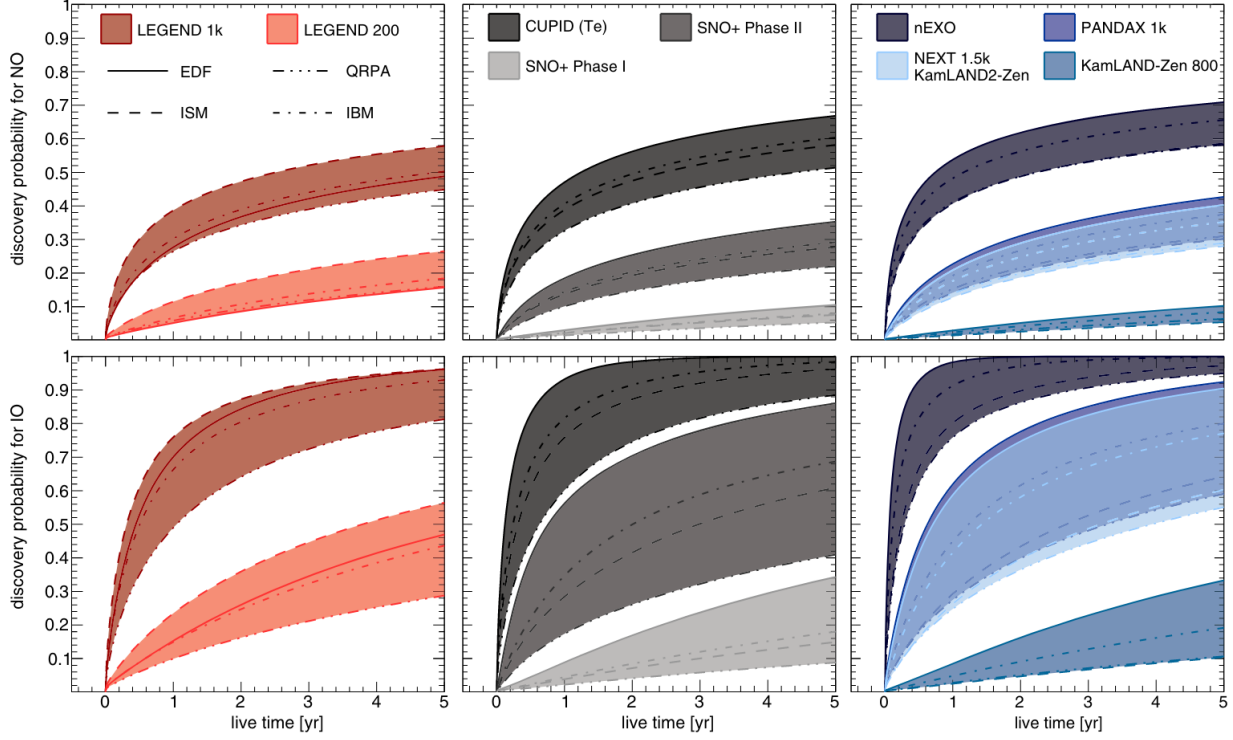 discovery probability for NO
1
0.9
0.8
0.7
0.6
0.5
0.4
0.3
0.2
0.1
LEGEND 1k
LEGEND 200
EDF
QRPA
ISM
IBM
CUPID (Te)
SNO+ Phase II
SNO+ Phase I
nEXO
PANDAX 1k
NEXT 1.5k
KamLAND2-Zen
KamLAND-Zen 800
discovery probability for IO
1
0.9
0.8
0.7
0.6
0.5
0.4
0.3
0.2
0.1
0 1 2 3 4 5
live time [yr]
0 1 2 3 4 5
live time [yr]
0 1 2 3 4 5
live time [yr]